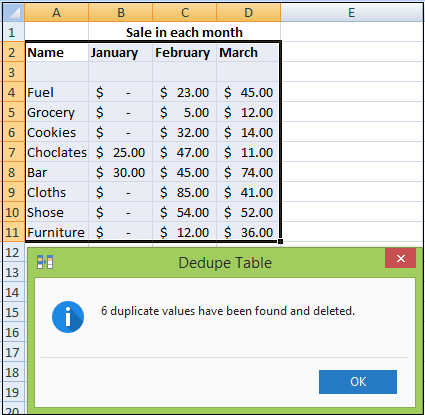 A B C D E
1 Sale in each month
2 Name January February March
3
4 Fuel $ - $ 23.00 $ 45.00
5 Grocery $ - $ 5.00 $ 12.00
6 Cookies $ - $ 32.00 $ 14.00
7 Choclates $ 25.00 $ 47.00 $ 11.00
8 Bar $ 30.00 $ 45.00 $ 74.00
9 Cloths $ - $ 85.00 $ 41.00
10 Shose $ - $ 54.00 $ 52.00
11 Furniture $ - $ 12.00 $ 36.00
12
13 Dedupe Table
14
15 6 duplicate values have been found and deleted.
16
17
18
19 OK
20